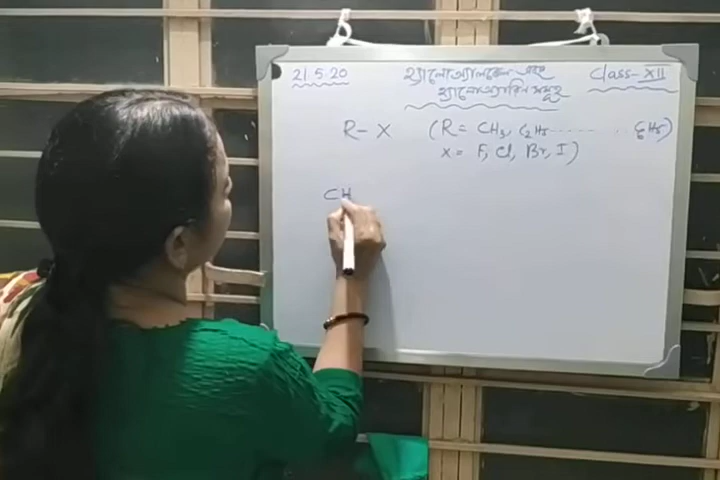 21.5.20 হ্যালোঅ্যালকেন এবং Class-XII
হ্যালোঅ্যারিন সমূহ
R- X (R= CH3, C2H5 ........ C6H5)
x = F, Cl, Br, I)
CH